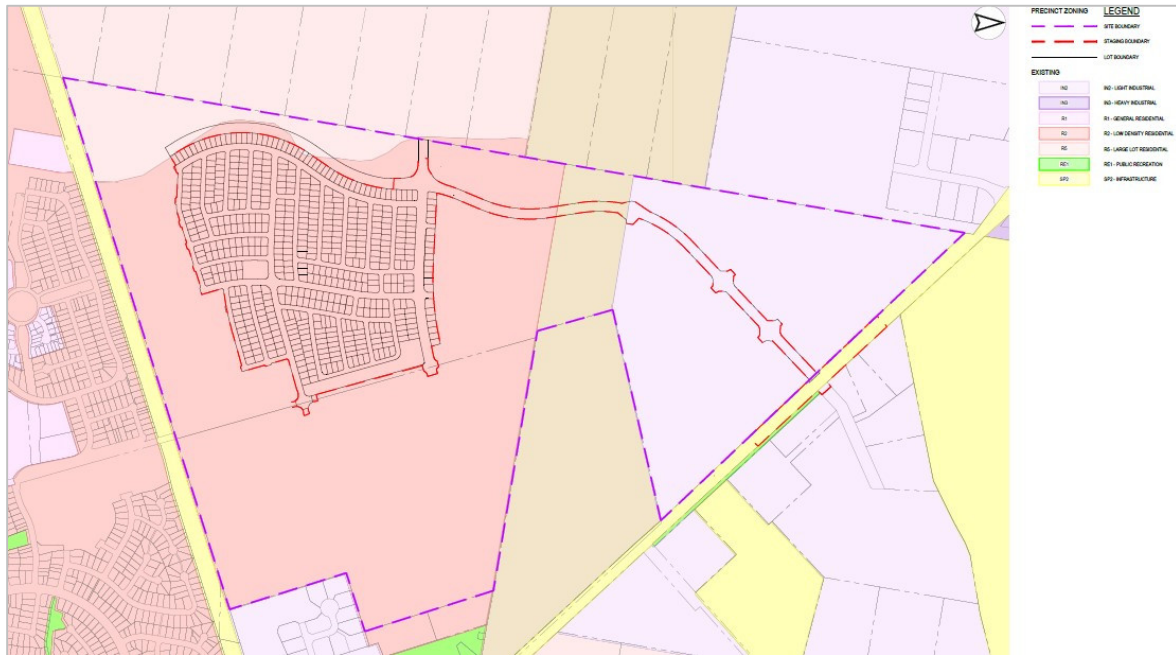 PRECINCT ZONING LEGEND
SITE BOUNDARY
STAGING BOUNDARY
LOT BOUNDARY
EXISTING
IN2 IN2 - LIGHT INDUSTRIAL
IN3 IN3 - HEAVY INDUSTRIAL
R1 R1 - GENERAL RESIDENTIAL
R2 R2 - LOW DENSITY RESIDENTIAL
R5 R5 - LARGE LOT RESIDENTIAL
RE1 RE1 - PUBLIC RECREATION
SP2 SP2 - INFRASTRUCTURE